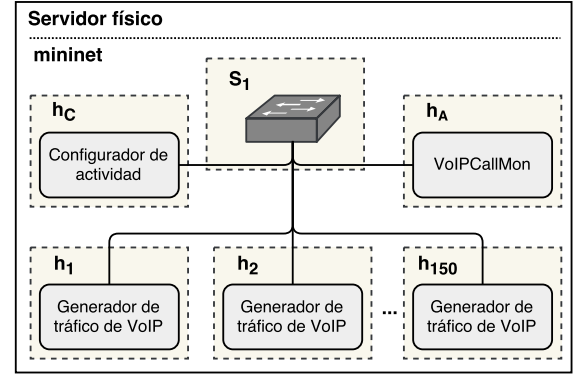 Servidor físico
mininet
S1
hC
Configurador de
actividad
hA
VoIPCallMon
h1
Generador de
tráfico de VoIP
h2
Generador de
tráfico de VoIP
...
h150
Generador de
tráfico de VoIP